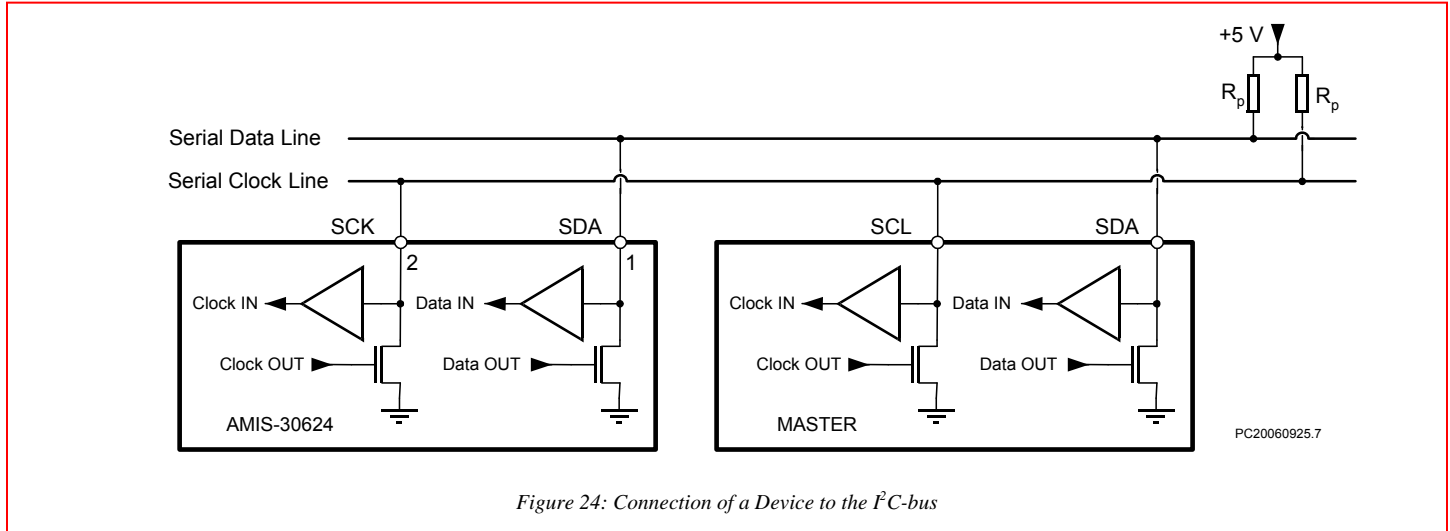 +5 V
Rp Rp
Serial Data Line
Serial Clock Line
SCK SDA SCL SDA
2 1
Clock IN Data IN Clock IN Data IN
Clock OUT Data OUT Clock OUT Data OUT
AMIS-30624 MASTER
PC20060925.7
Figure 24: Connection of a Device to the I²C-bus